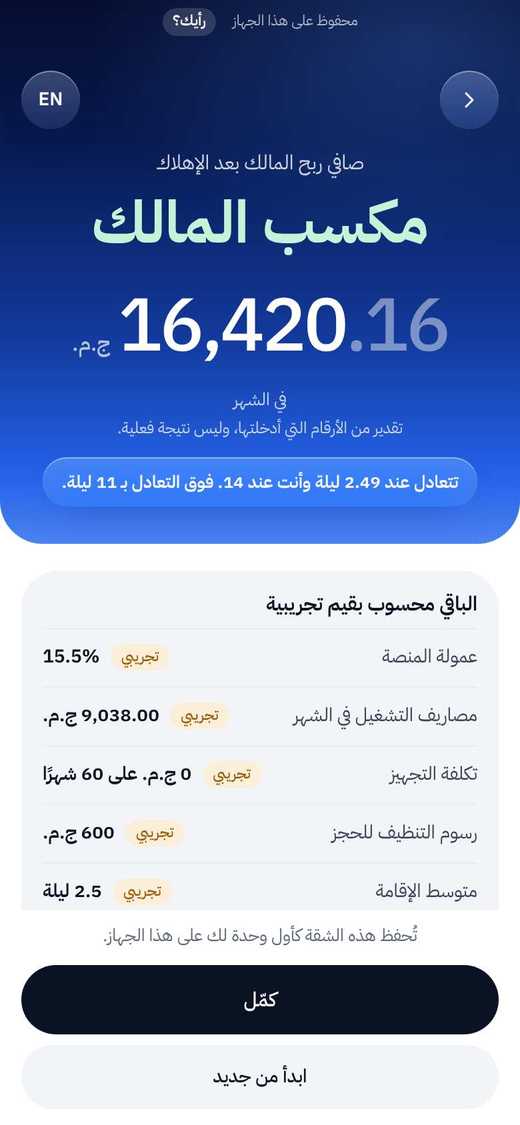 محفوظ على هذا الجهاز رأيك؟
EN
صافي ربح المالك بعد الإهلاك
مكسب المالك
16,420.16 ج.م.
في الشهر
تقدير من الأرقام التي أدخلتها، وليس نتيجة فعلية.
تتعادل عند 2.49 ليلة وأنت عند 14. فوق التعادل بـ 11 ليلة.
الباقي محسوب بقيم تجريبية
عمولة المنصة تجريبي 15.5%
مصاريف التشغيل في الشهر تجريبي 9,038.00 ج.م.
تكلفة التجهيز تجريبي 0 ج.م. على 60 شهرًا
رسوم التنظيف للحجز تجريبي 600 ج.م.
متوسط الإقامة تجريبي 2.5 ليلة
تُحفظ هذه الشقة كأول وحدة لك على هذا الجهاز.
كمّل
ابدأ من جديد